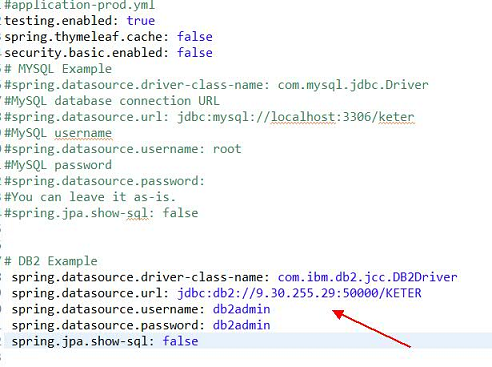 #application-prod.yml
testing.enabled: true
spring.thymeleaf.cache: false
security.basic.enabled: false
# MYSQL Example
#spring.datasource.driver-class-name: com.mysql.jdbc.Driver
#MySQL database connection URL
#spring.datasource.url: jdbc:mysql://localhost:3306/keter
#MySQL username
#spring.datasource.username: root
#MySQL password
#spring.datasource.password:
#You can leave it as-is.
#spring.jpa.show-sql: false
# DB2 Example
spring.datasource.driver-class-name: com.ibm.db2.jcc.DB2Driver
spring.datasource.url: jdbc:db2://9.30.255.29:50000/KETER
spring.datasource.username: db2admin
spring.datasource.password: db2admin
spring.jpa.show-sql: false